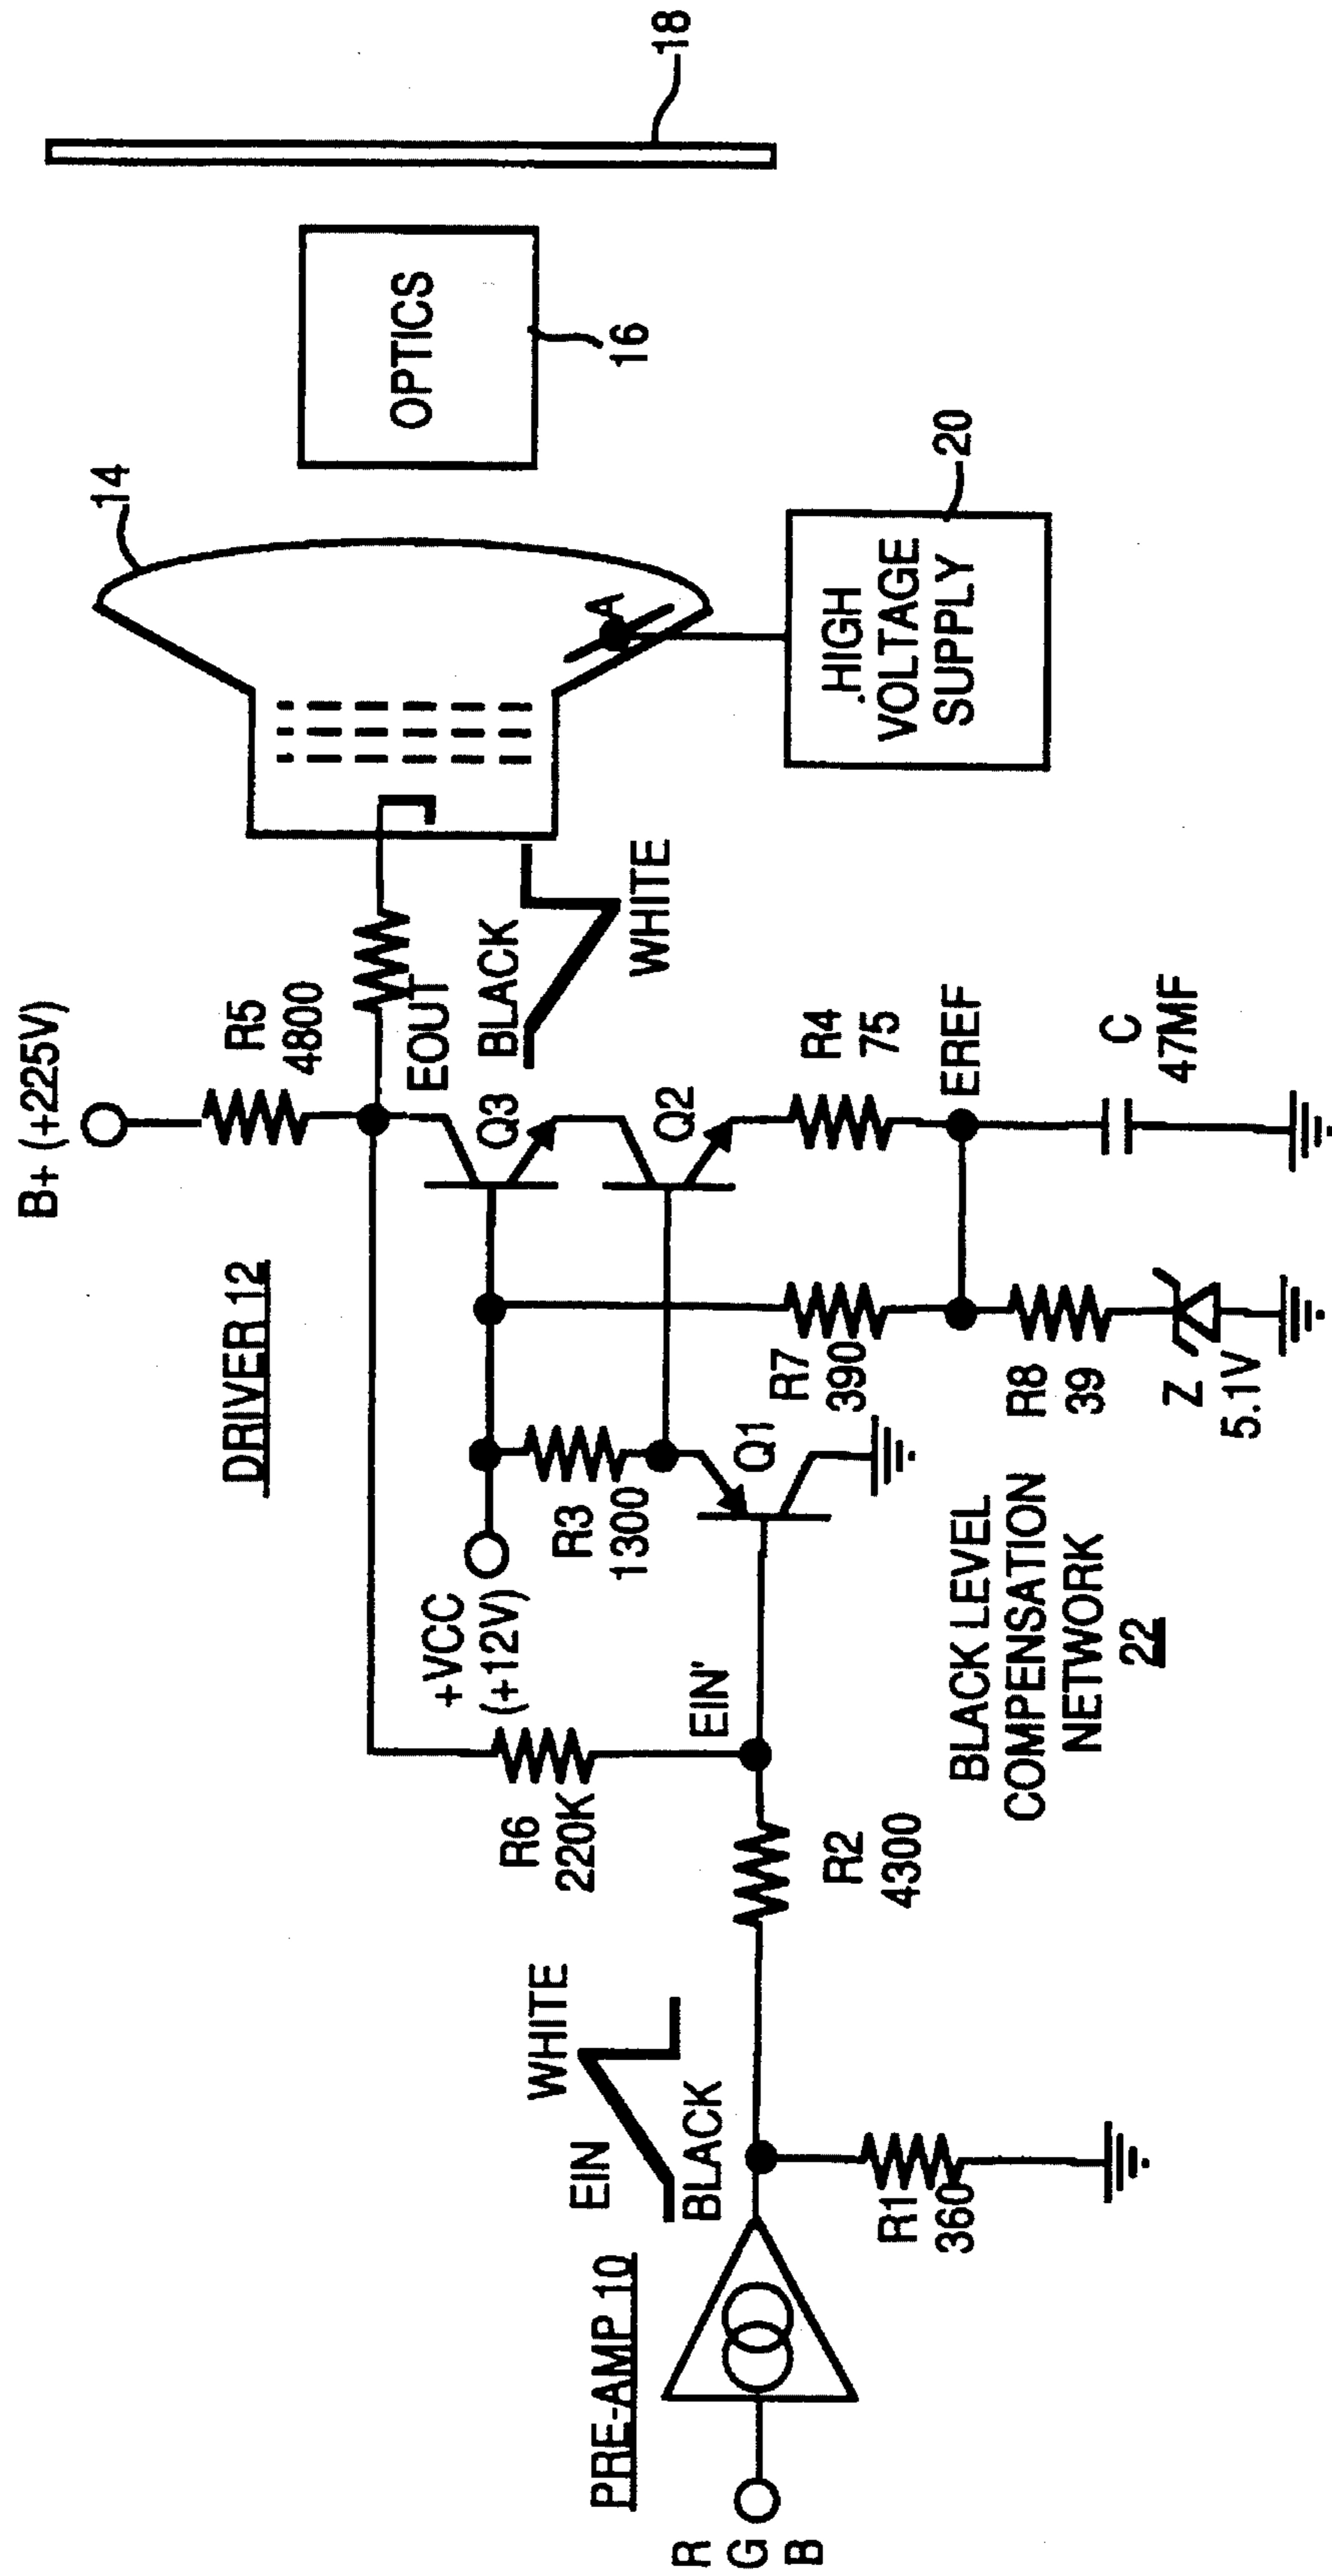 R
G
B
PRE-AMP 10
EIN
WHITE
BLACK
R1
360
R2
4300
R6
220K
EIN'
+VCC
(+12V)
R3
1300
Q1
DRIVER 12
BLACK LEVEL
COMPENSATION
NETWORK
22
R7
390
R8
39
Z
5.1V
B+ (+225V)
R5
4800
EOUT
Q3
Q2
R4
75
EREF
C
47MF
BLACK
WHITE
14
A
HIGH
VOLTAGE
SUPPLY
20
OPTICS
16
18